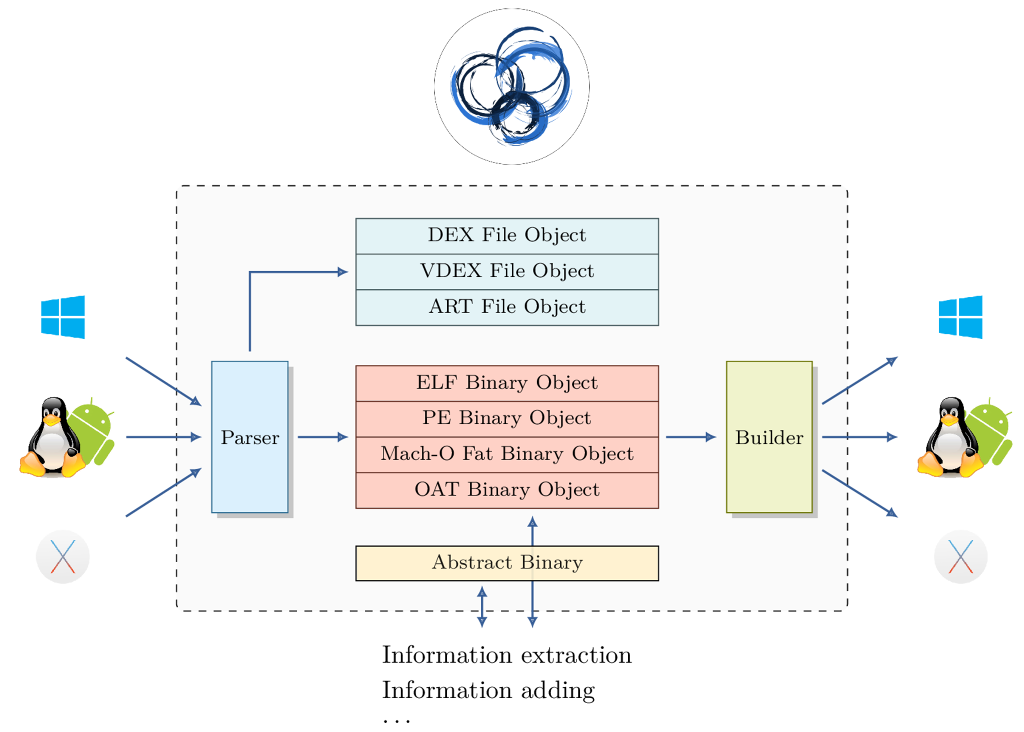 DEX File Object
VDEX File Object
ART File Object
ELF Binary Object
PE Binary Object
Parser
Builder
Mach-O Fat Binary Object
OAT Binary Object
Abstract Binary
Information extraction
Information adding
...